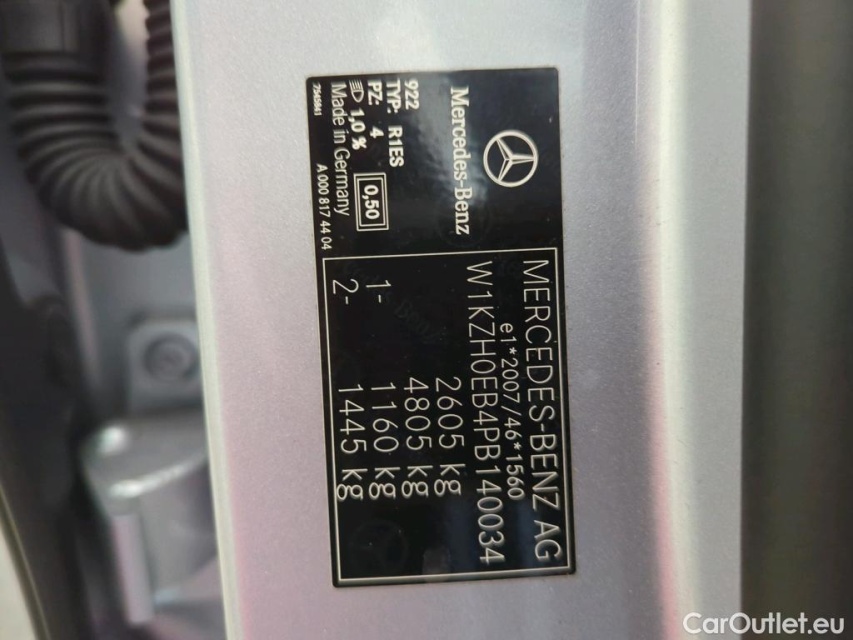 Mercedes-Benz
922
TYP: R1ES
PZ: 4
1,0 %
0,50
Made in Germany
7545841
A 000 817 44 04
MERCEDES-BENZ AG
e1*2007/46*1560
W1KZH0EB4PB140034
2605 kg
4805 kg
1- 1160 kg
2- 1445 kg
CarOutlet.eu